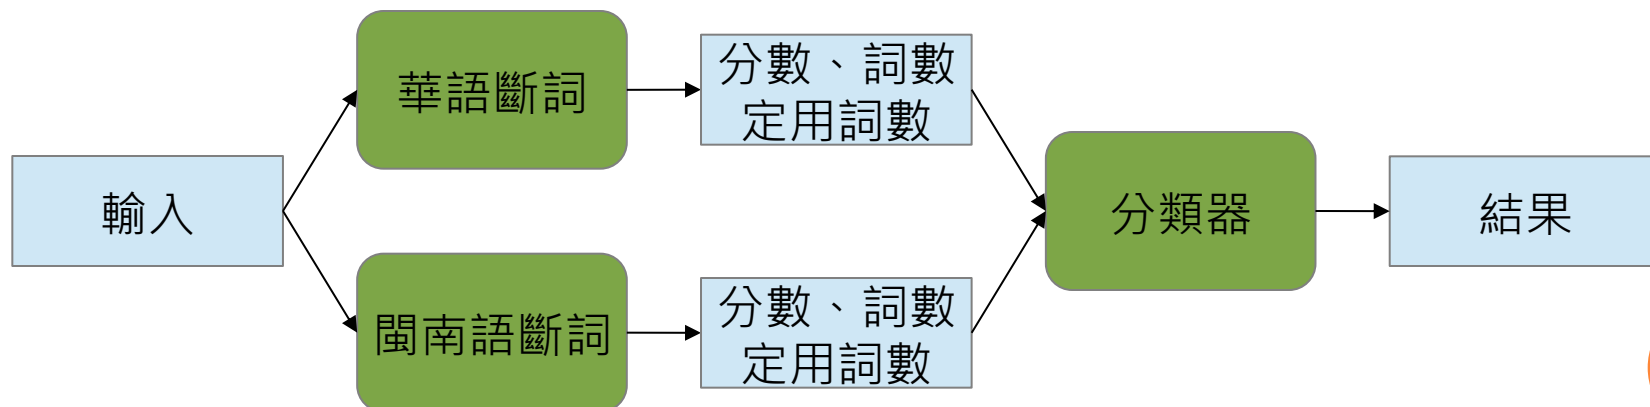 輸入
華語斷詞
分數、詞數
定用詞數
閩南語斷詞
分數、詞數
定用詞數
分類器
結果